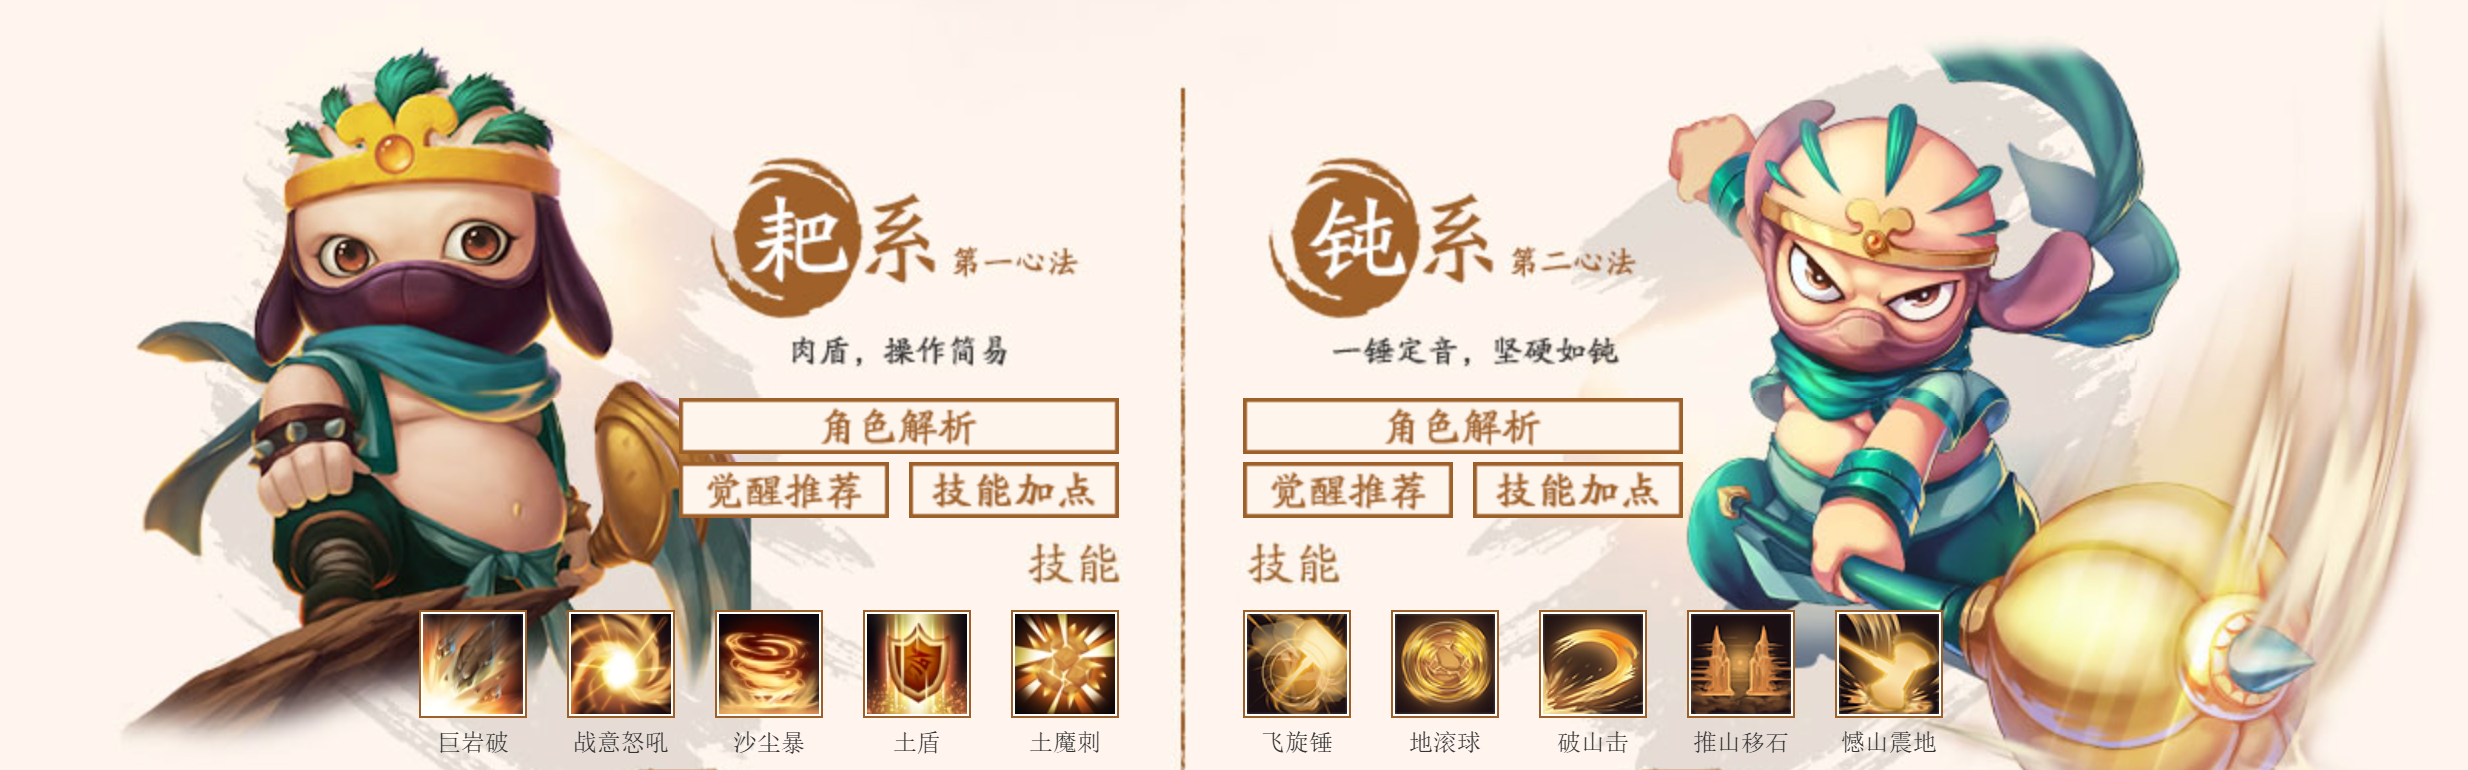 耙系 第一心法
肉盾，操作简易
角色解析
觉醒推荐 技能加点
技能
巨岩破 战意怒吼 沙尘暴 土盾 土魔刺
钝系 第二心法
一锤定音，坚硬如钝
角色解析
觉醒推荐 技能加点
技能
飞旋锤 地滚球 破山击 推山移石 憾山震地